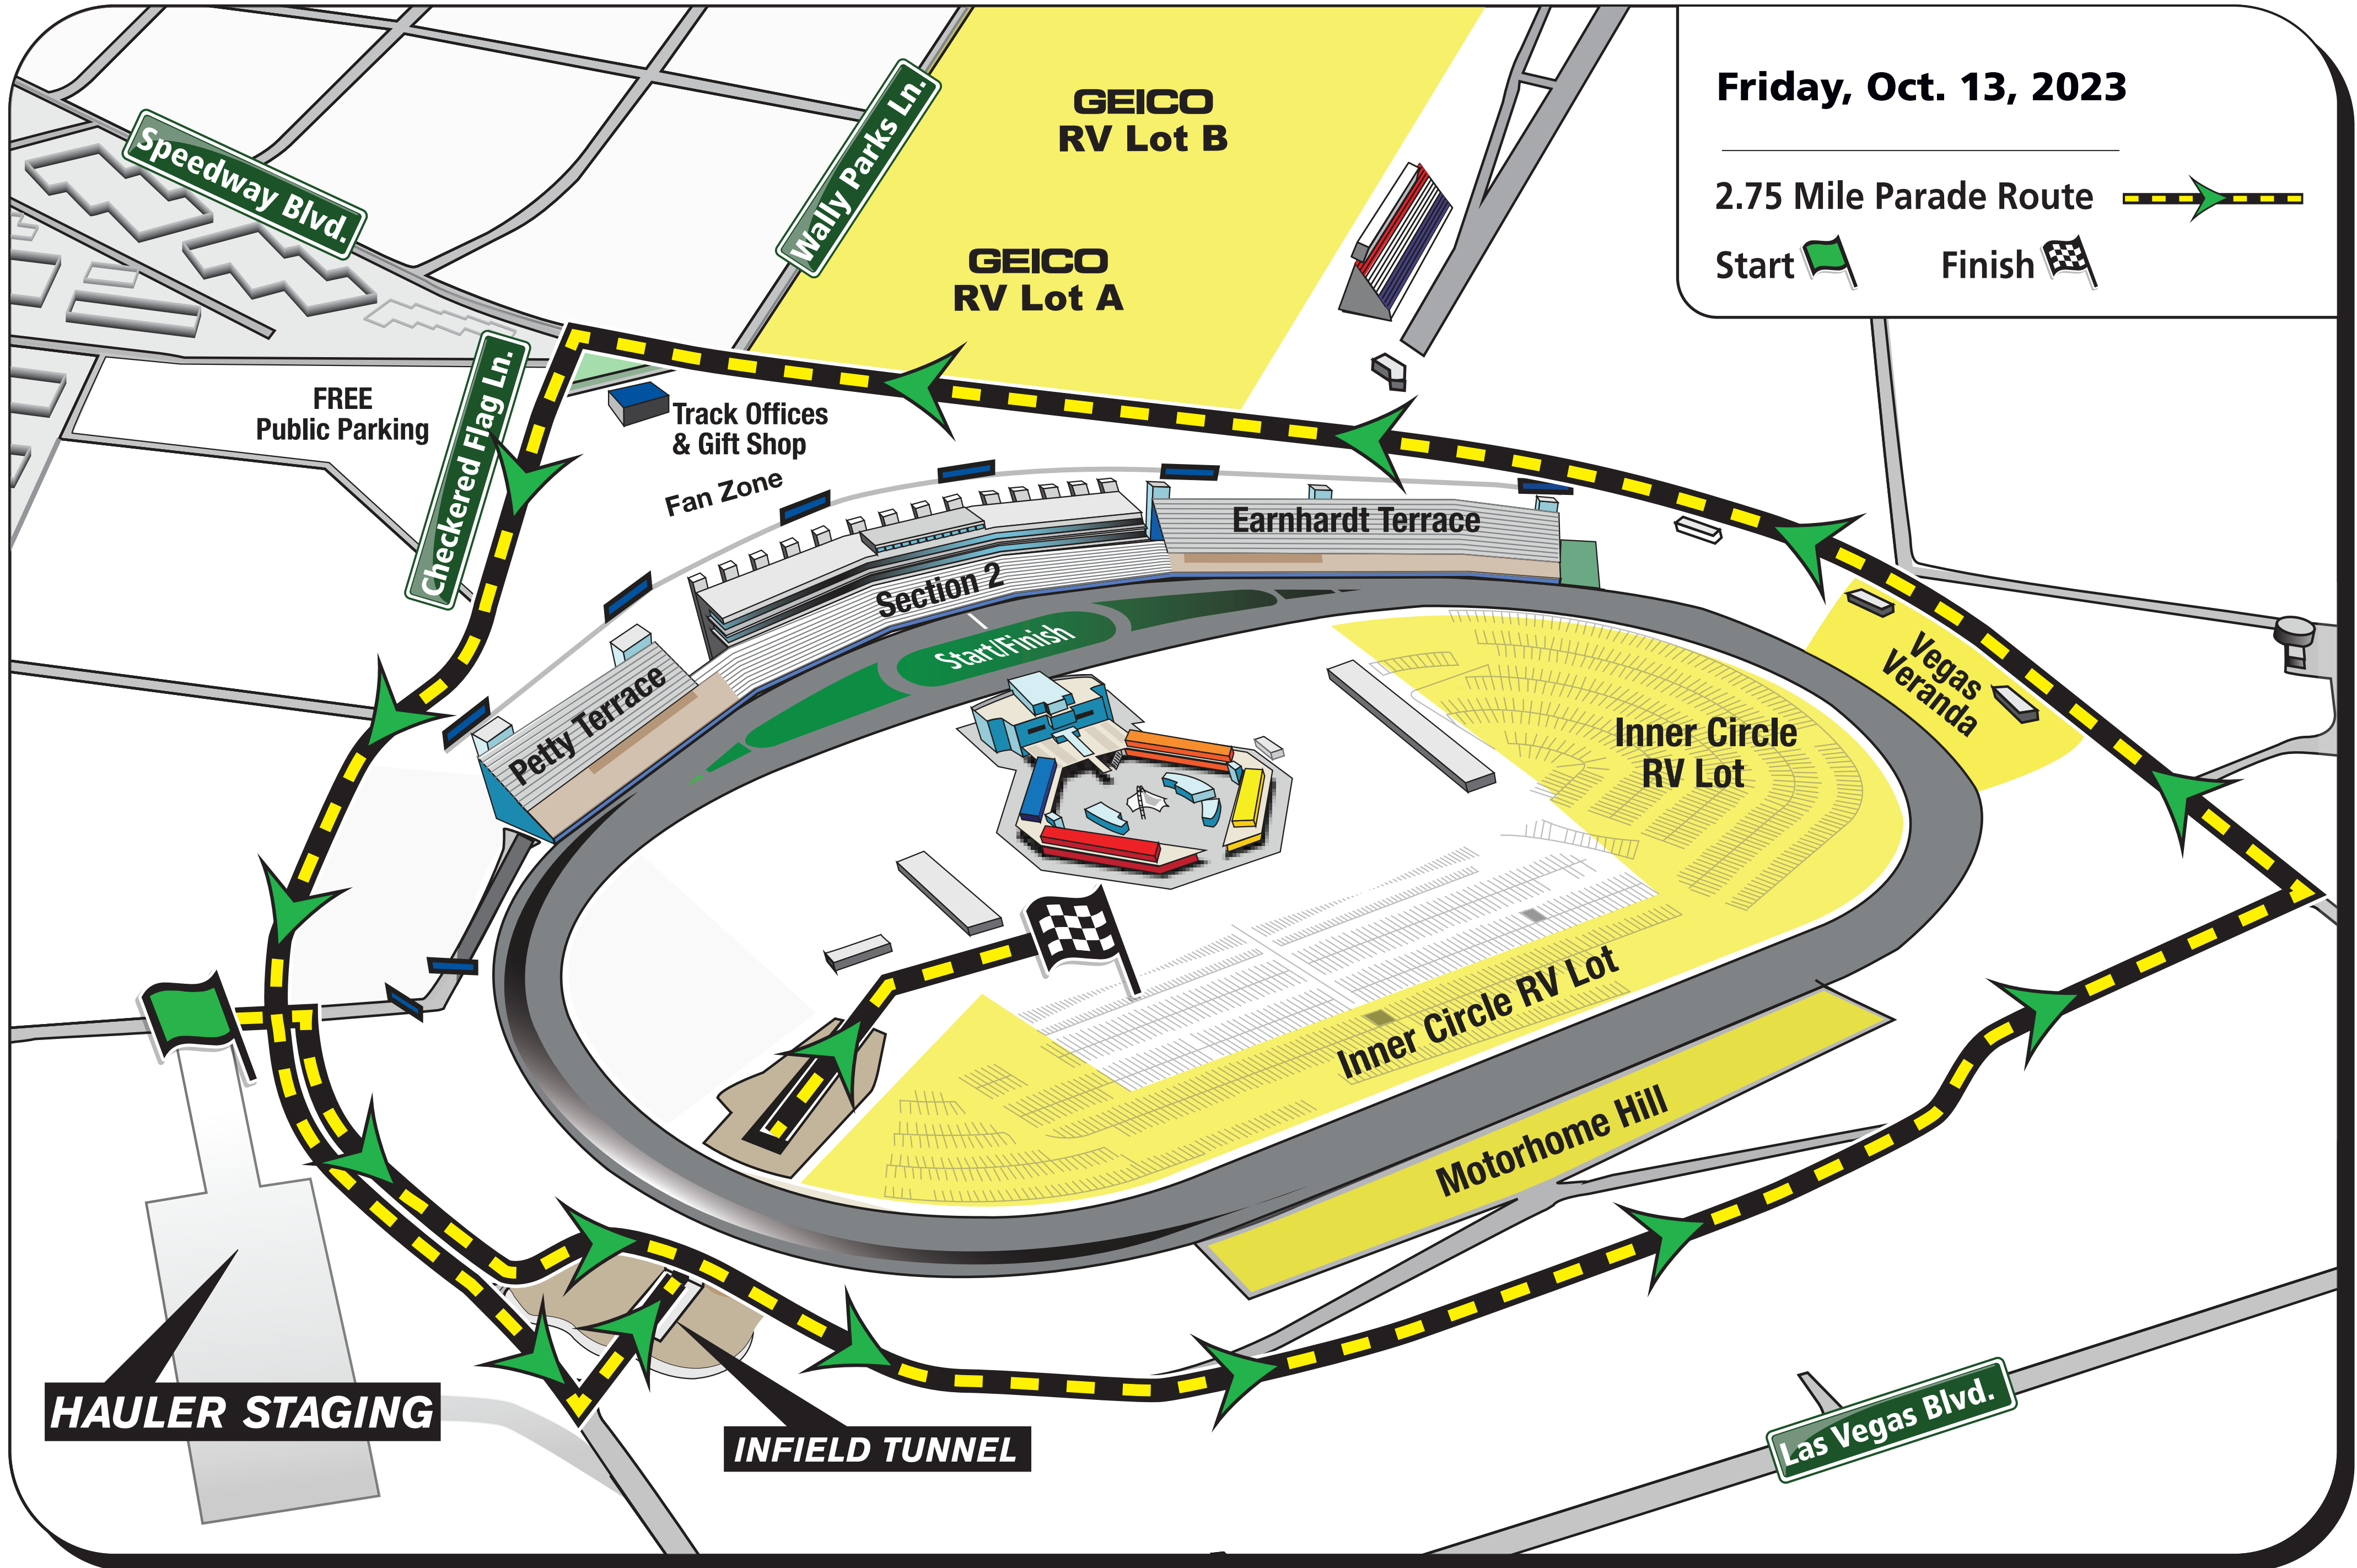 Friday, Oct. 13, 2023
2.75 Mile Parade Route
Start
Finish
GEICO
RV Lot B
GEICO
RV Lot A
Speedway Blvd.
Wally Parks Ln.
Checkered Flag Ln.
FREE
Public Parking
Track Offices
& Gift Shop
Fan Zone
Earnhardt Terrace
Section 2
Start/Finish
Petty Terrace
Vegas
Veranda
Inner Circle
RV Lot
Inner Circle RV Lot
Motorhome Hill
HAULER STAGING
INFIELD TUNNEL
Las Vegas Blvd.